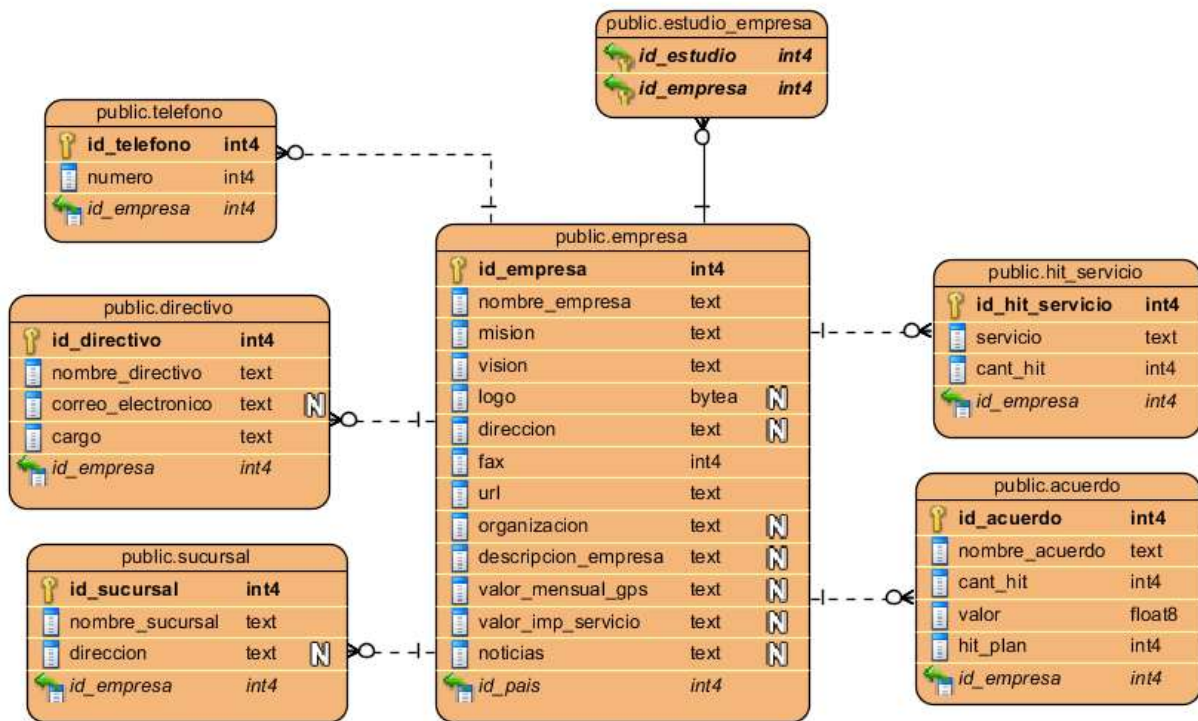 public.estudio_empresa
id_estudio int4
id_empresa int4
public.telefono
id_telefono int4
numero int4
id_empresa int4
public.empresa
id_empresa int4
nombre_empresa text
mision text
vision text
logo bytea N
direccion text N
fax int4
url text
organizacion text N
descripcion_empresa text N
valor_mensual_gps text N
valor_imp_servicio text N
noticias text N
id_pais int4
public.directivo
id_directivo int4
nombre_directivo text
correo_electronico text N
cargo text
id_empresa int4
public.sucursal
id_sucursal int4
nombre_sucursal text
direccion text N
id_empresa int4
public.hit_servicio
id_hit_servicio int4
servicio text
cant_hit int4
id_empresa int4
public.acuerdo
id_acuerdo int4
nombre_acuerdo text
cant_hit int4
valor float8
hit_plan int4
id_empresa int4